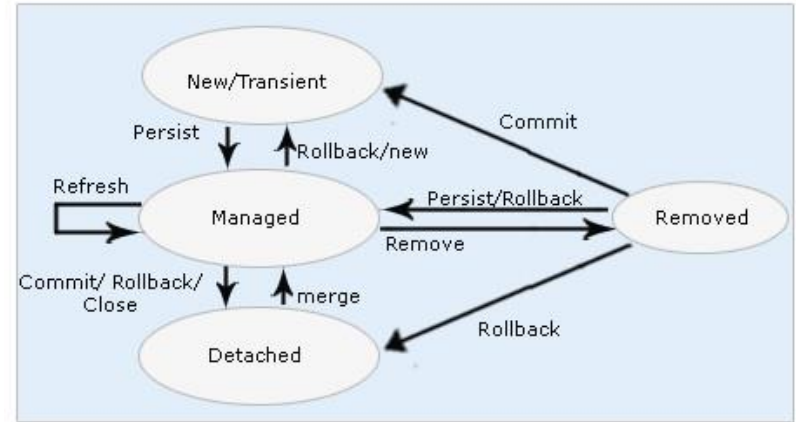 New/Transient
Persist
Rollback/new
Commit
Refresh
Managed
Persist/Rollback
Remove
Removed
Commit/ Rollback/
Close
merge
Rollback
Detached